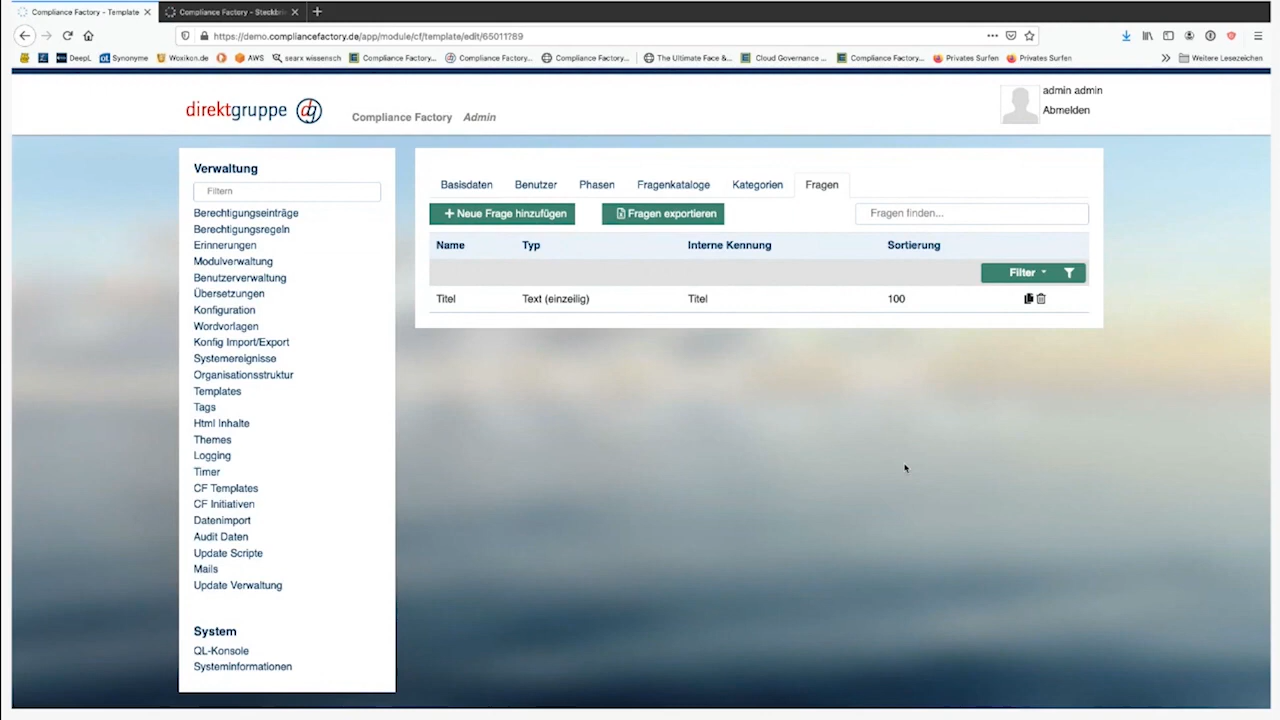 Compliance Factory - Template
Compliance Factory - Steckbri
https://demo.compliancefactory.de/app/module/cf/template/edit/65011789
DeepL
Synonyme
Woxikon.de
AWS
searx wissensch
Compliance Factory...
Compliance Factory...
Compliance Factory...
The Ultimate Face &...
Cloud Governance ...
Compliance Factory...
Privates Surfen
Privates Surfen
Weitere Lesezeichen
direktgruppe dg
Compliance Factory Admin
admin admin
Abmelden
Verwaltung
Filtern
Berechtigungseinträge
Berechtigungsregeln
Erinnerungen
Modulverwaltung
Benutzerverwaltung
Übersetzungen
Konfiguration
Wordvorlagen
Konfig Import/Export
Systemereignisse
Organisationsstruktur
Templates
Tags
Html Inhalte
Themes
Logging
Timer
CF Templates
CF Initiativen
Datenimport
Audit Daten
Update Scripte
Mails
Update Verwaltung
System
QL-Konsole
Systeminformationen
Basisdaten Benutzer Phasen Fragenkataloge Kategorien Fragen
Neue Frage hinzufügen Fragen exportieren Fragen finden...
Name Typ Interne Kennung Sortierung
Filter
Titel Text (einzeilig) Titel 100